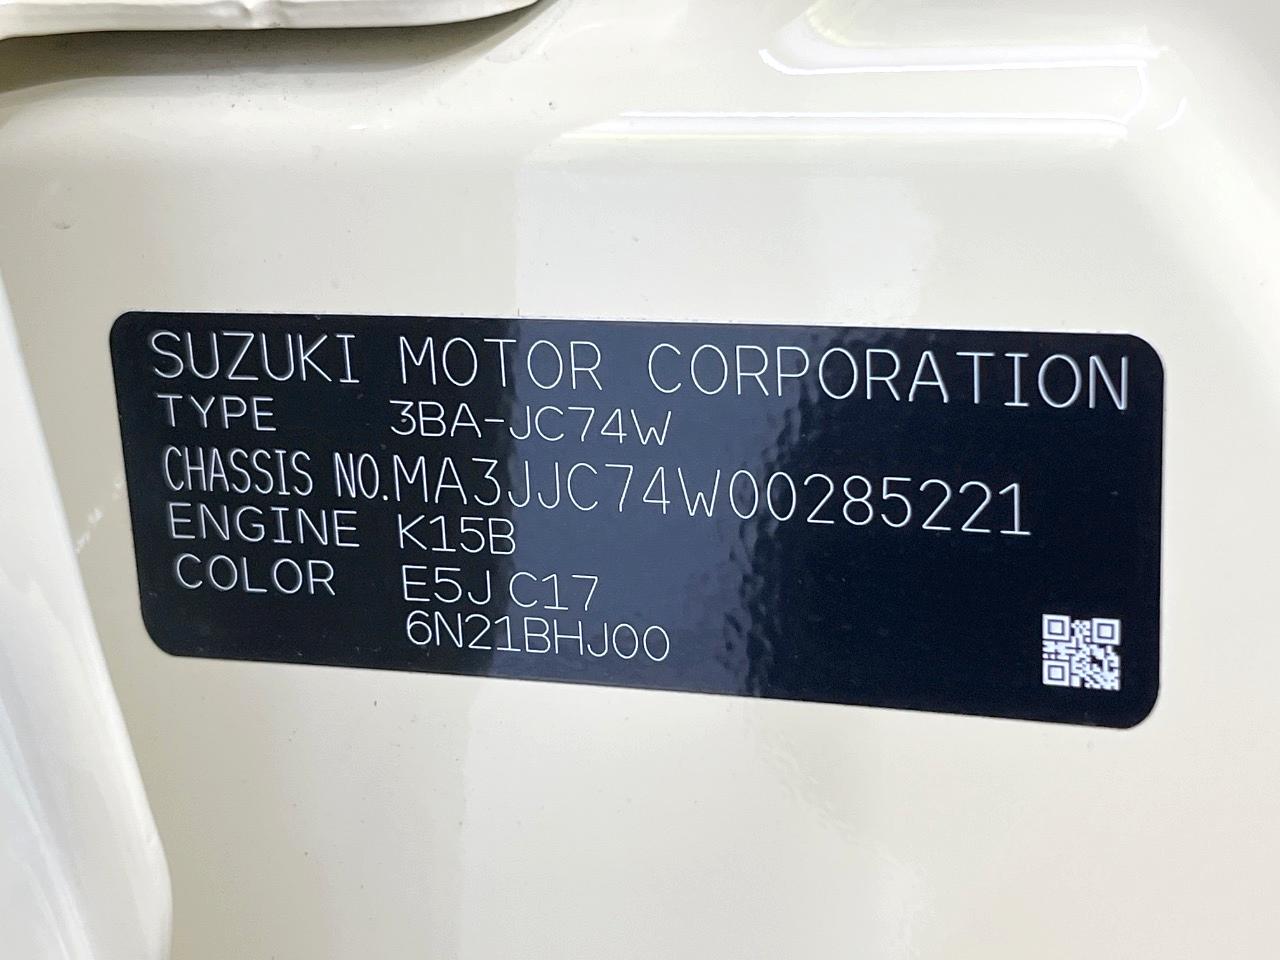 SUZUKI MOTOR CORPORATION
TYPE 3BA-JC74W
CHASSIS NO. MA3JJC74W00285221
ENGINE K15B
COLOR E5J C17
6N21BHJ00